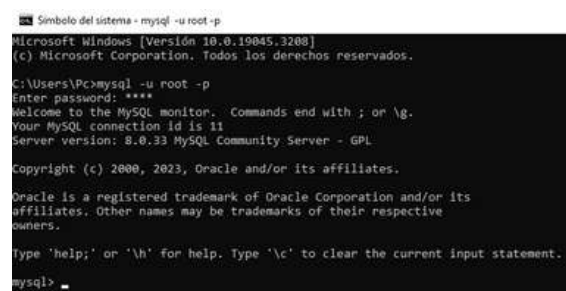 Símbolo del sistema - mysql -u root -p
Microsoft Windows [Versión 10.0.19045.3208]
(c) Microsoft Corporation. Todos los derechos reservados.
C:\Users\Pc>mysql -u root -p
Enter password: ****
Welcome to the MySQL monitor.  Commands end with ; or \g.
Your MySQL connection id is 11
Server version: 8.0.33 MySQL Community Server - GPL
Copyright (c) 2000, 2023, Oracle and/or its affiliates.
Oracle is a registered trademark of Oracle Corporation and/or its
affiliates. Other names may be trademarks of their respective
owners.
Type 'help;' or '\h' for help. Type '\c' to clear the current input statement.
mysql> _